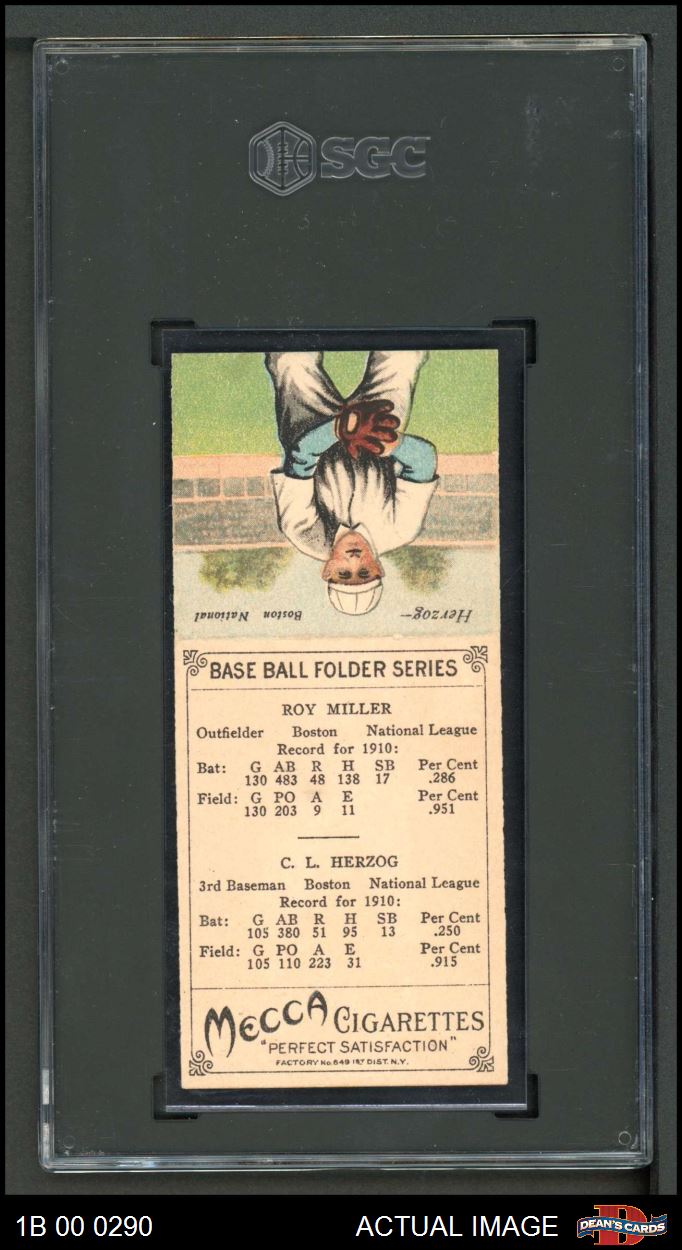 SGC
Herzog— Boston National
BASE BALL FOLDER SERIES
ROY MILLER
Outfielder Boston National League
Record for 1910:
Bat: G AB R H SB Per Cent
130 483 48 138 17 .286
Field: G PO A E Per Cent
130 203 9 11 .951
C. L. HERZOG
3rd Baseman Boston National League
Record for 1910:
Bat: G AB R H SB Per Cent
105 380 51 95 13 .250
Field: G PO A E Per Cent
105 110 223 31 .915
MECCA CIGARETTES
"PERFECT SATISFACTION"
FACTORY No. 649 1ST DIST. N.Y.
1B 00 0290 ACTUAL IMAGE DEAN'S CARDS